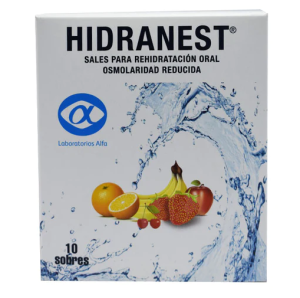 HIDRANEST®
SALES PARA REHIDRATACIÓN ORAL
OSMOLARIDAD REDUCIDA
Laboratorios Alfa
10
sobres